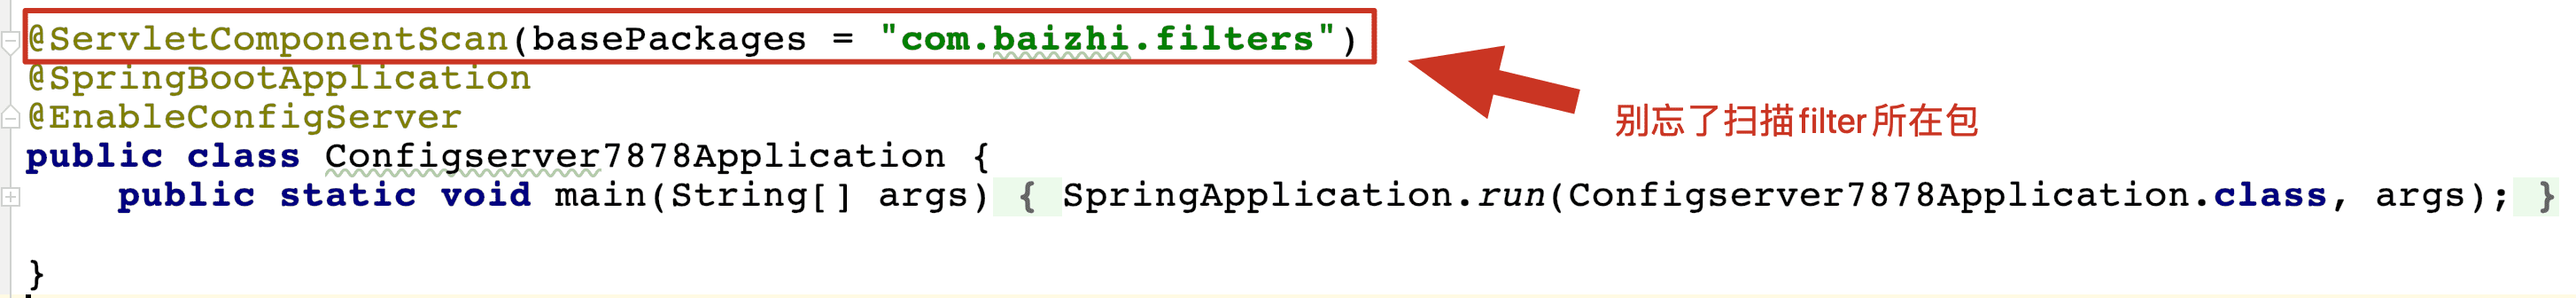 @ServletComponentScan(basePackages = "com.baizhi.filters")
@SpringBootApplication
别忘了扫描filter所在包
@EnableConfigServer
public class Configserver7878Application {
    public static void main(String[] args) { SpringApplication.run(Configserver7878Application.class, args); }
}